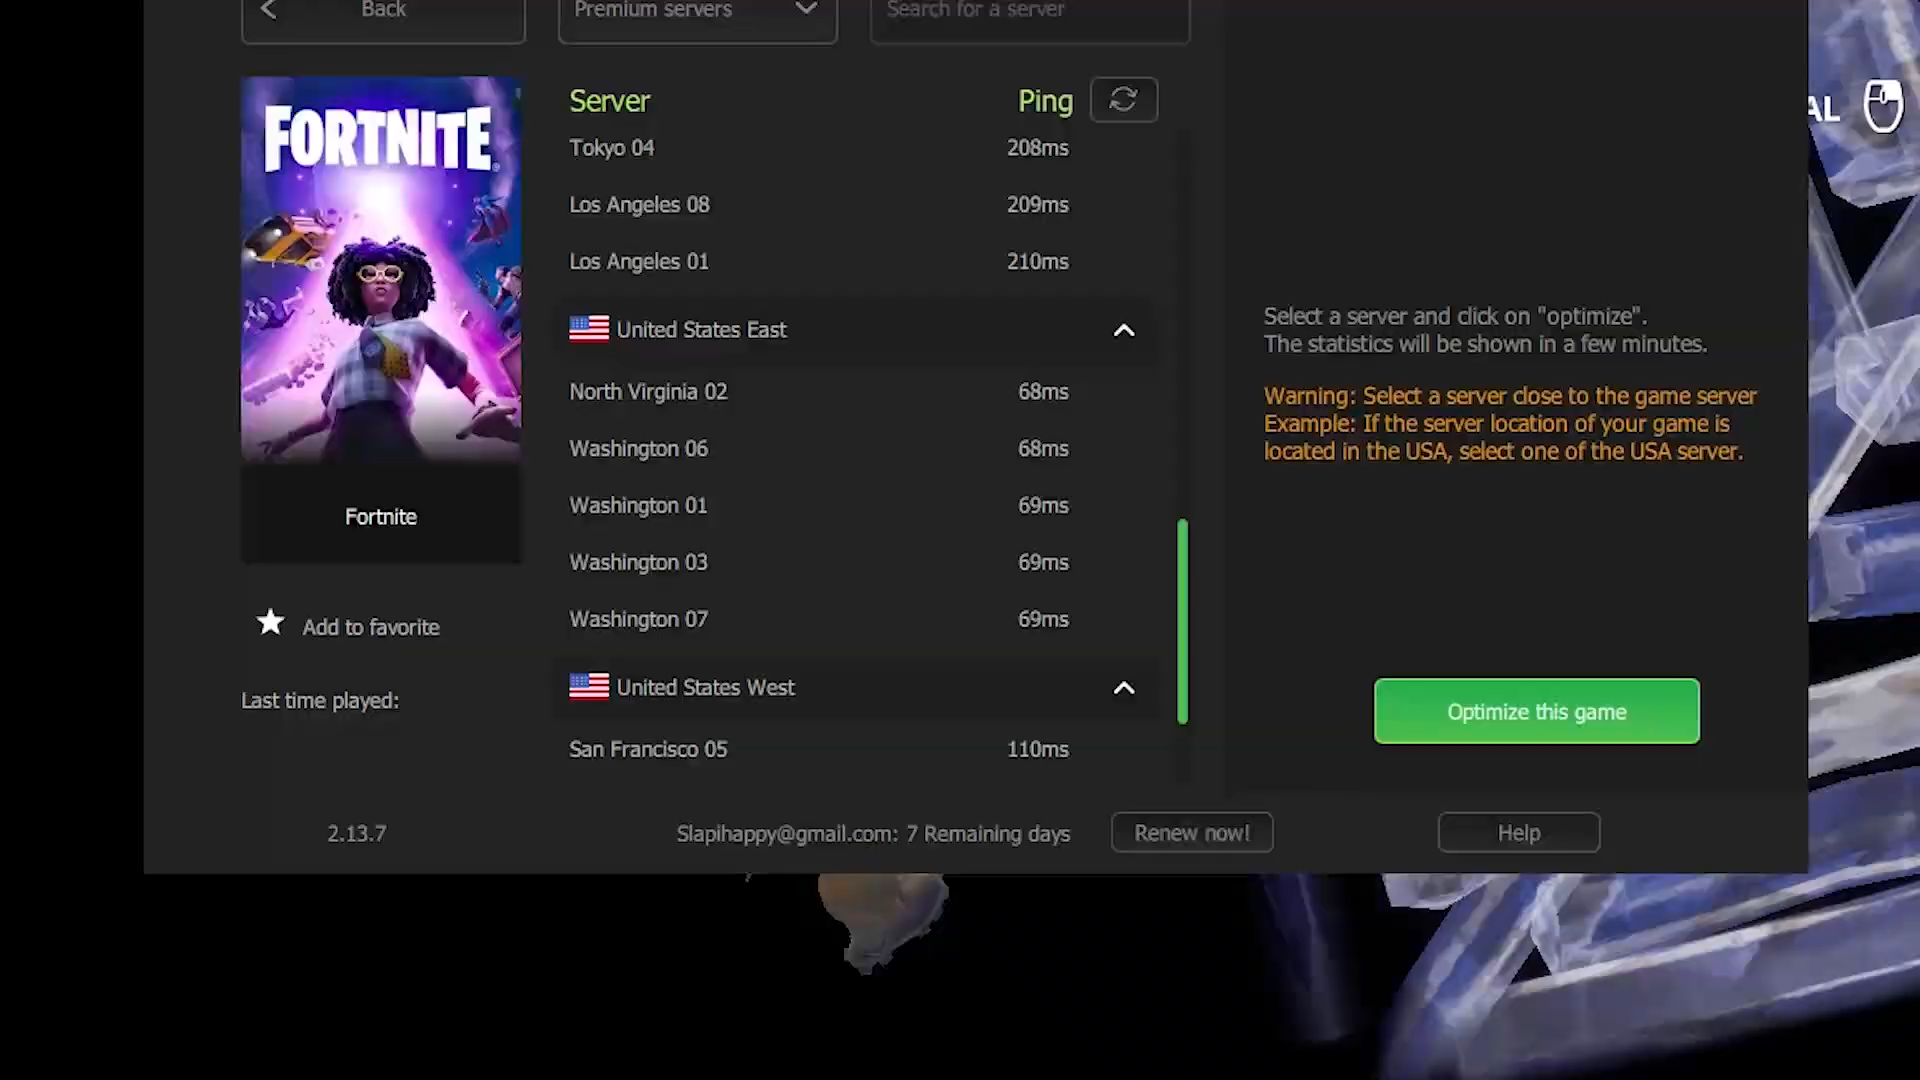 Back
Premium servers
Search for a server
FORTNITE
Server
Ping
Tokyo 04
208ms
Los Angeles 08
209ms
Los Angeles 01
210ms
United States East
North Virginia 02
68ms
Washington 06
68ms
Washington 01
69ms
Washington 03
69ms
Washington 07
69ms
United States West
San Francisco 05
110ms
Fortnite
Add to favorite
Last time played:
Select a server and click on "optimize".
The statistics will be shown in a few minutes.
Warning: Select a server close to the game server
Example: If the server location of your game is
located in the USA, select one of the USA server.
Optimize this game
AL
2.13.7
Slapihappy@gmail.com: 7 Remaining days
Renew now!
Help